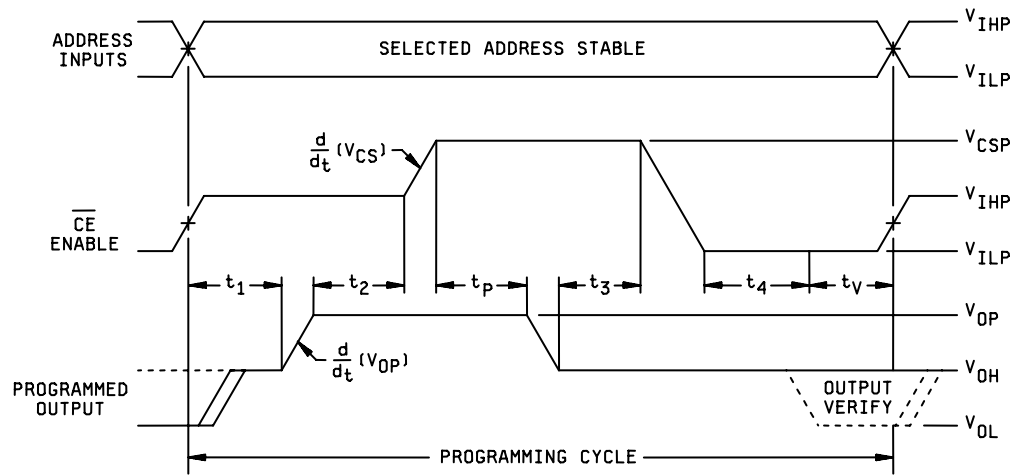 ADDRESS
INPUTS
SELECTED ADDRESS STABLE
V_IHP
V_ILP
d/dt (V_CS)
V_CSP
CE
ENABLE
V_IHP
V_ILP
t_1
t_2
t_P
t_3
t_4
t_V
V_OP
d/dt (V_OP)
PROGRAMMED
OUTPUT
OUTPUT
VERIFY
V_OH
V_OL
PROGRAMMING CYCLE